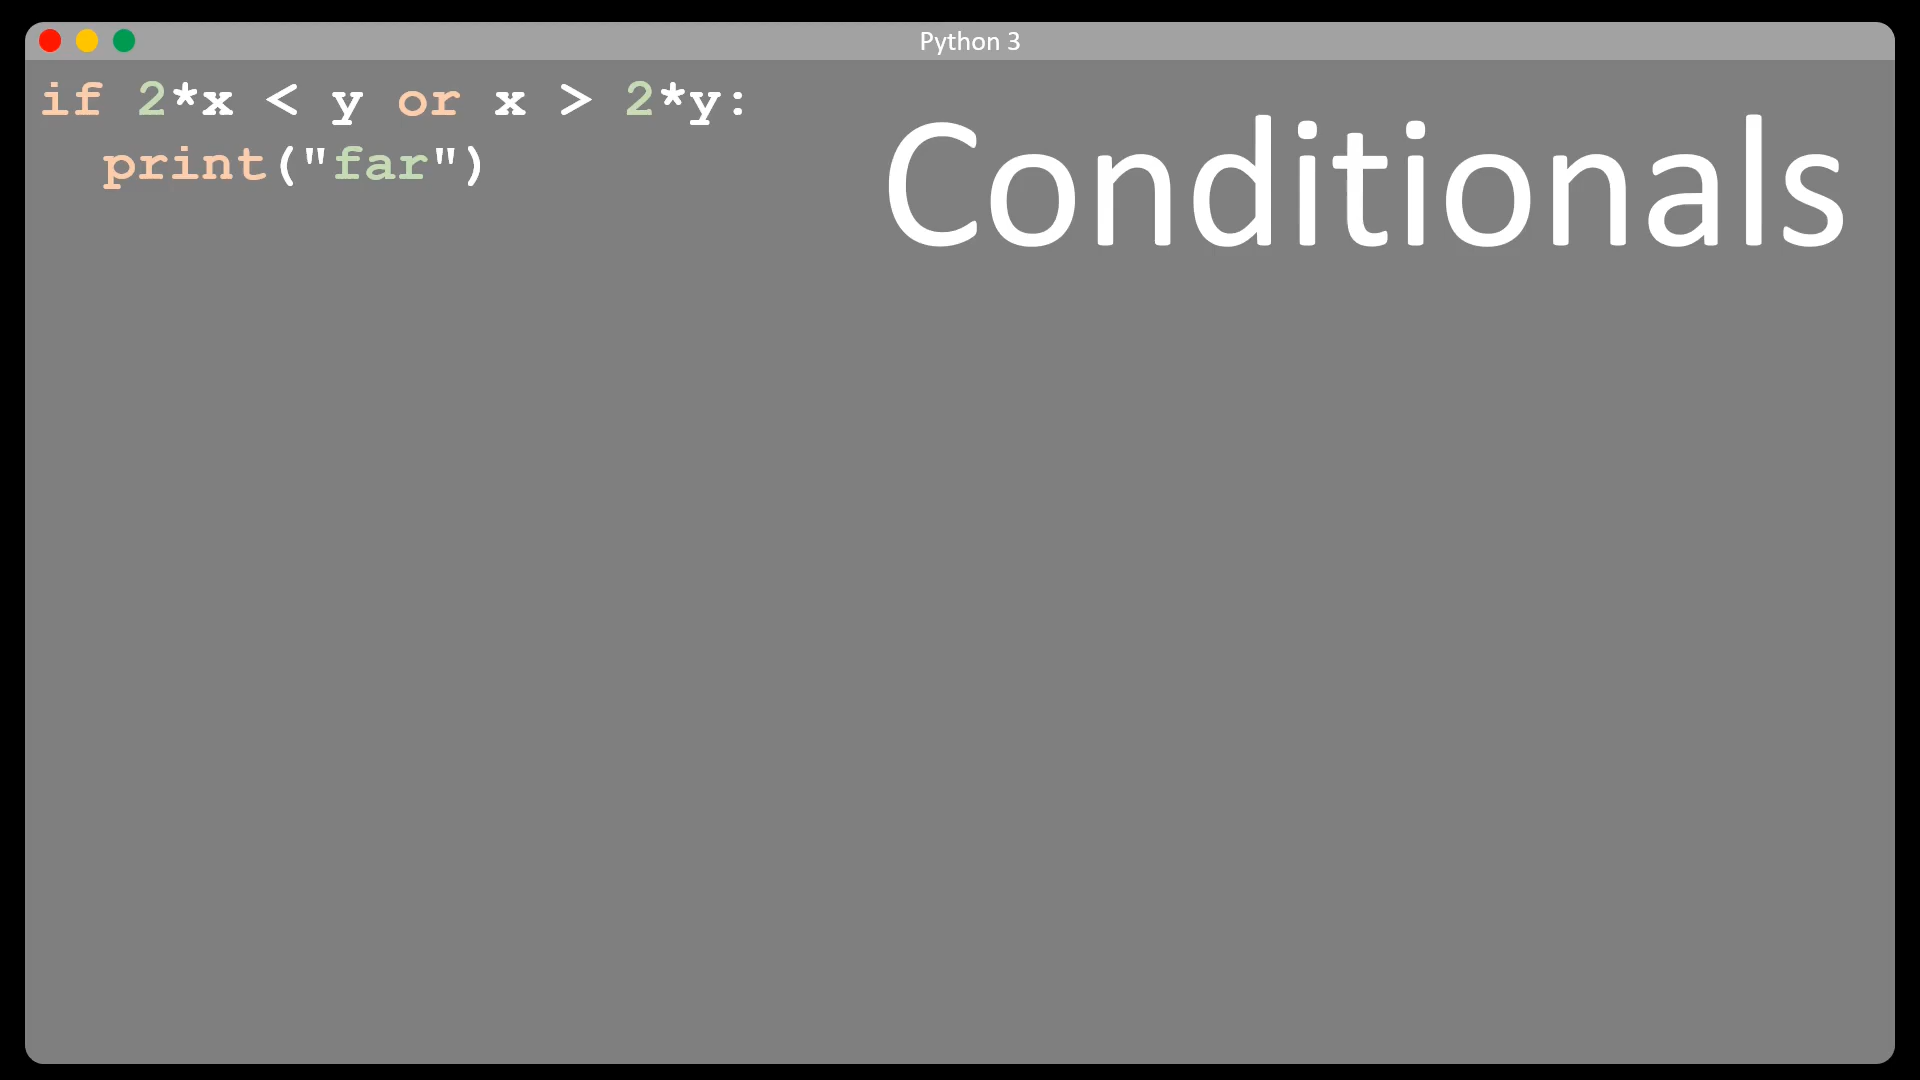 Python 3
if 2*x < y or x > 2*y:
  print("far")
Conditionals